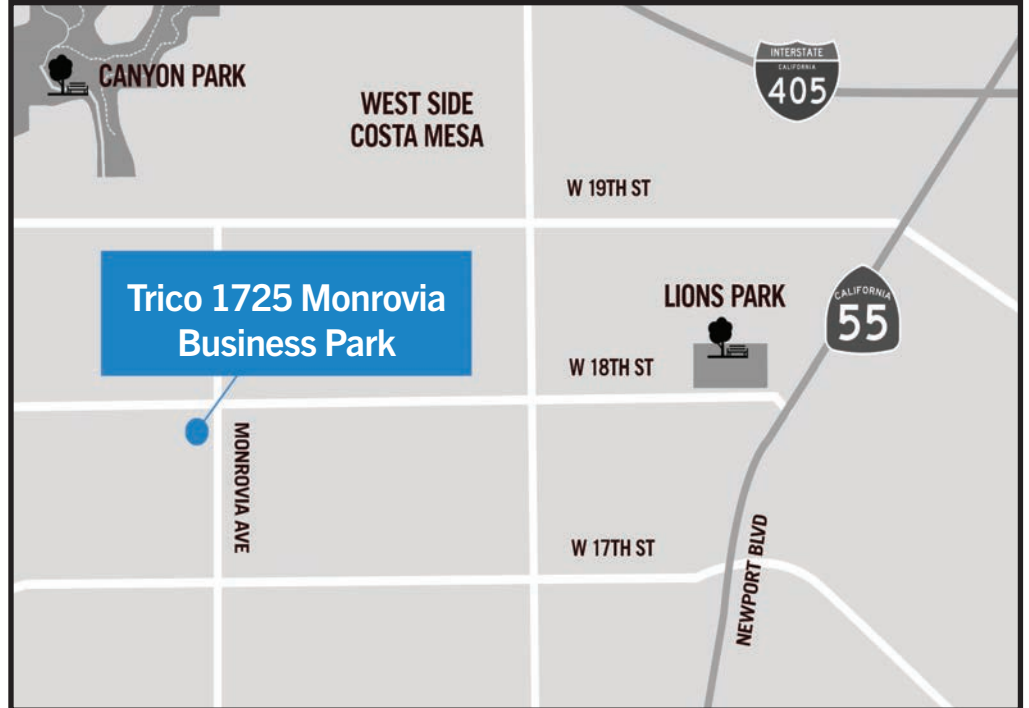 CANYON PARK
WEST SIDE
COSTA MESA
INTERSTATE
CALIFORNIA
405
W 19TH ST
Trico 1725 Monrovia
Business Park
LIONS PARK
CALIFORNIA
55
W 18TH ST
MONROVIA AVE
W 17TH ST
NEWPORT BLVD